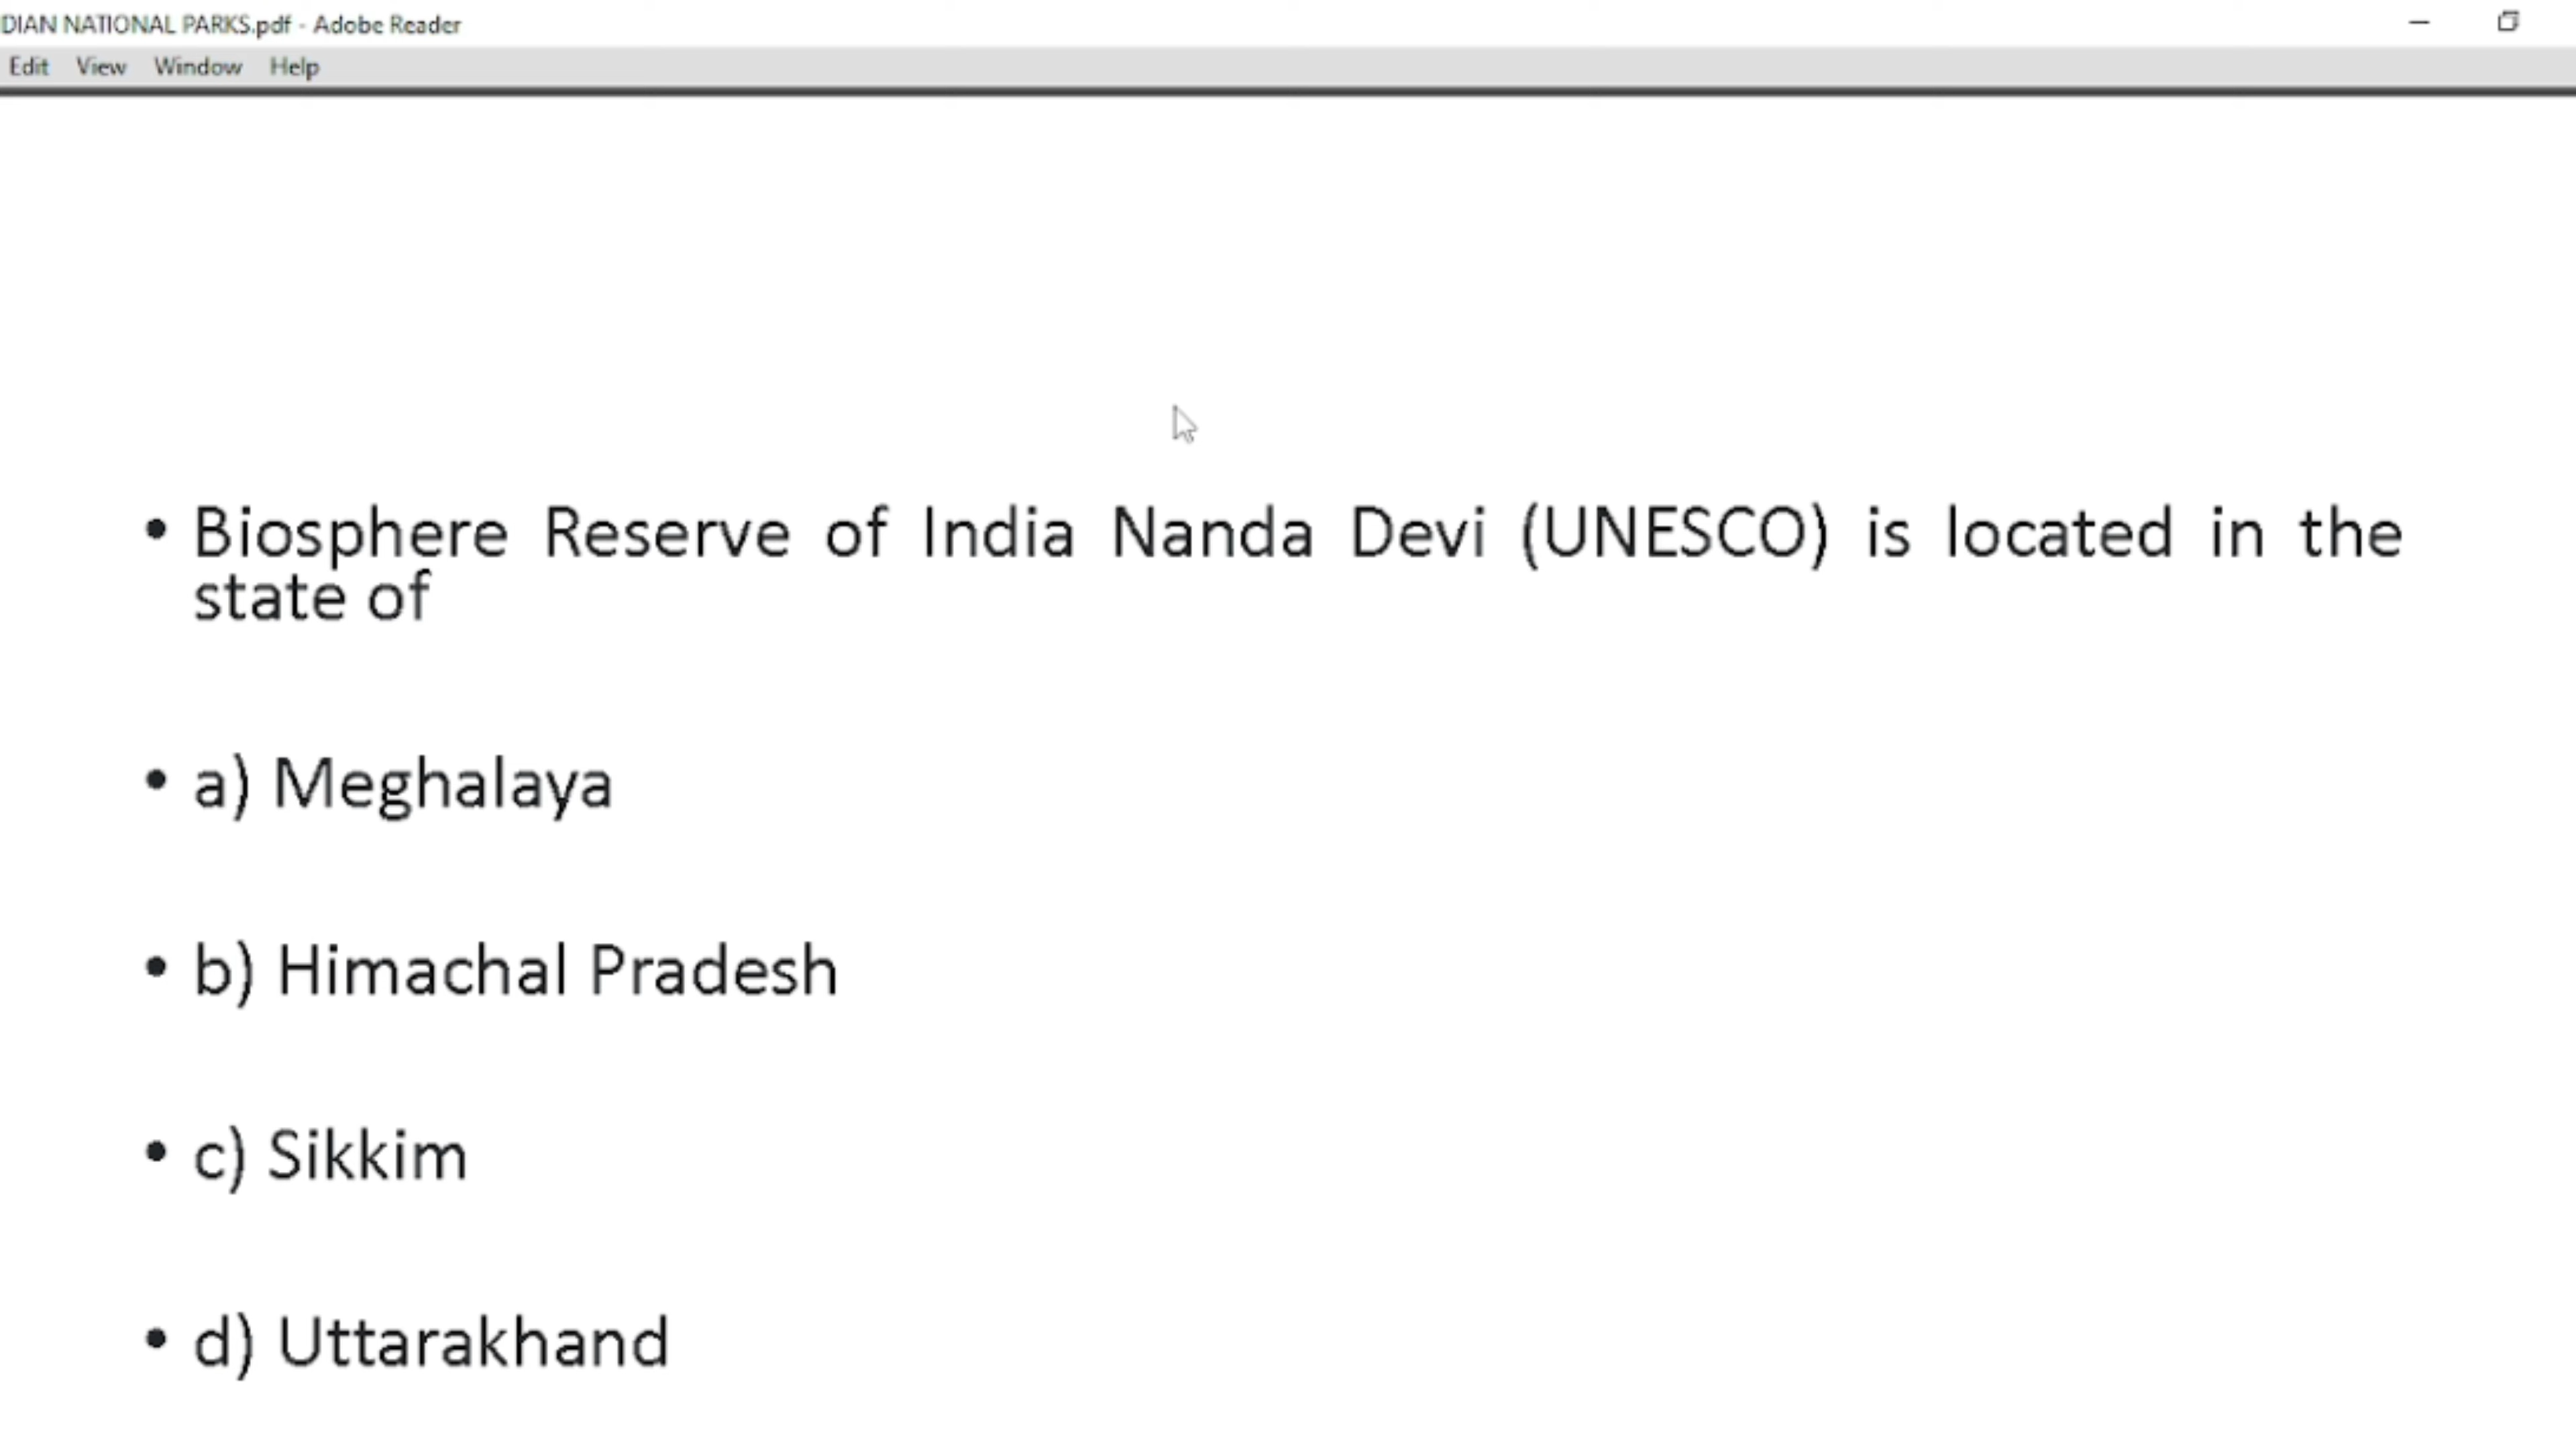 DIAN NATIONAL PARKS.pdf - Adobe Reader
Edit View Window Help
• Biosphere Reserve of India Nanda Devi (UNESCO) is located in the
state of
• a) Meghalaya
• b) Himachal Pradesh
• c) Sikkim
• d) Uttarakhand